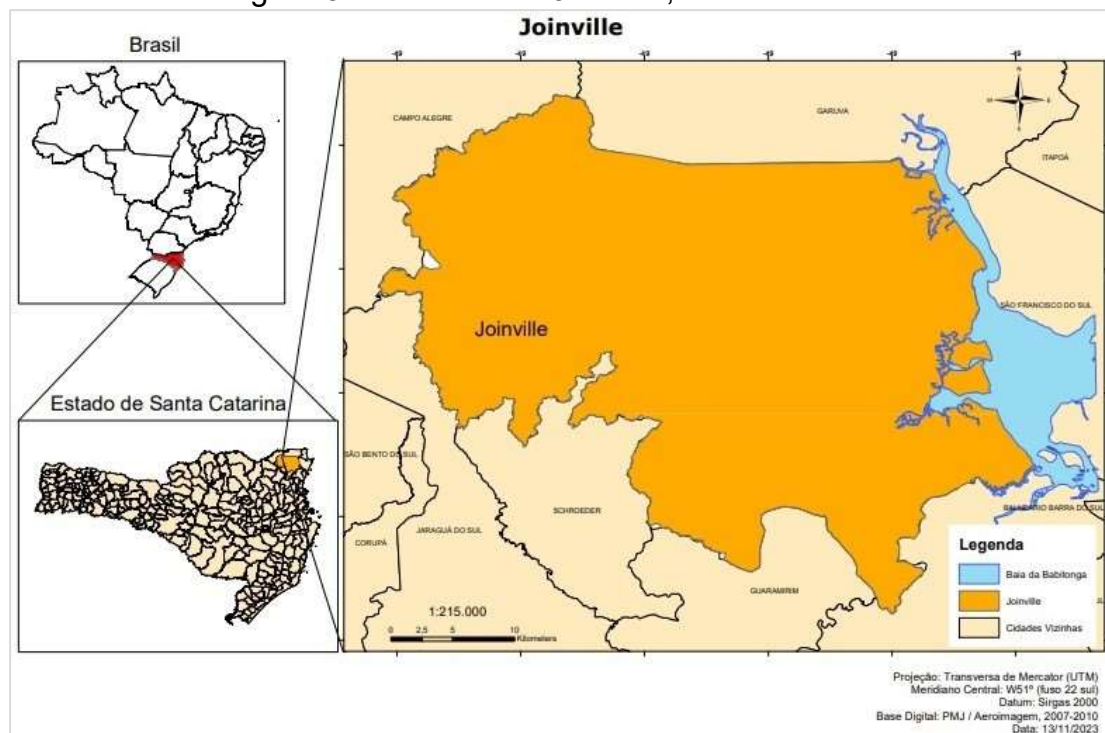 Joinville
Brasil
CAMPO ALEGRE
GARUVA
ITAPOÁ
SÃO FRANCISCO DO SUL
Joinville
Estado de Santa Catarina
SÃO BENTO DO SUL
CORUPÁ
JARAGUÁ DO SUL
SCHROEDER
GUARAMIRIM
BALNEÁRIO BARRA DO SUL
1:215.000
0 2,5 5 10
Kilometers
Legenda
Baia da Babitonga
Joinville
Cidades Vizinhas
Projeção: Transversa de Mercator (UTM)
Meridiano Central: W51º (fuso 22 sul)
Datum: Sirgas 2000
Base Digital: PMJ / Aeroimagem, 2007-2010
Data: 13/11/2023